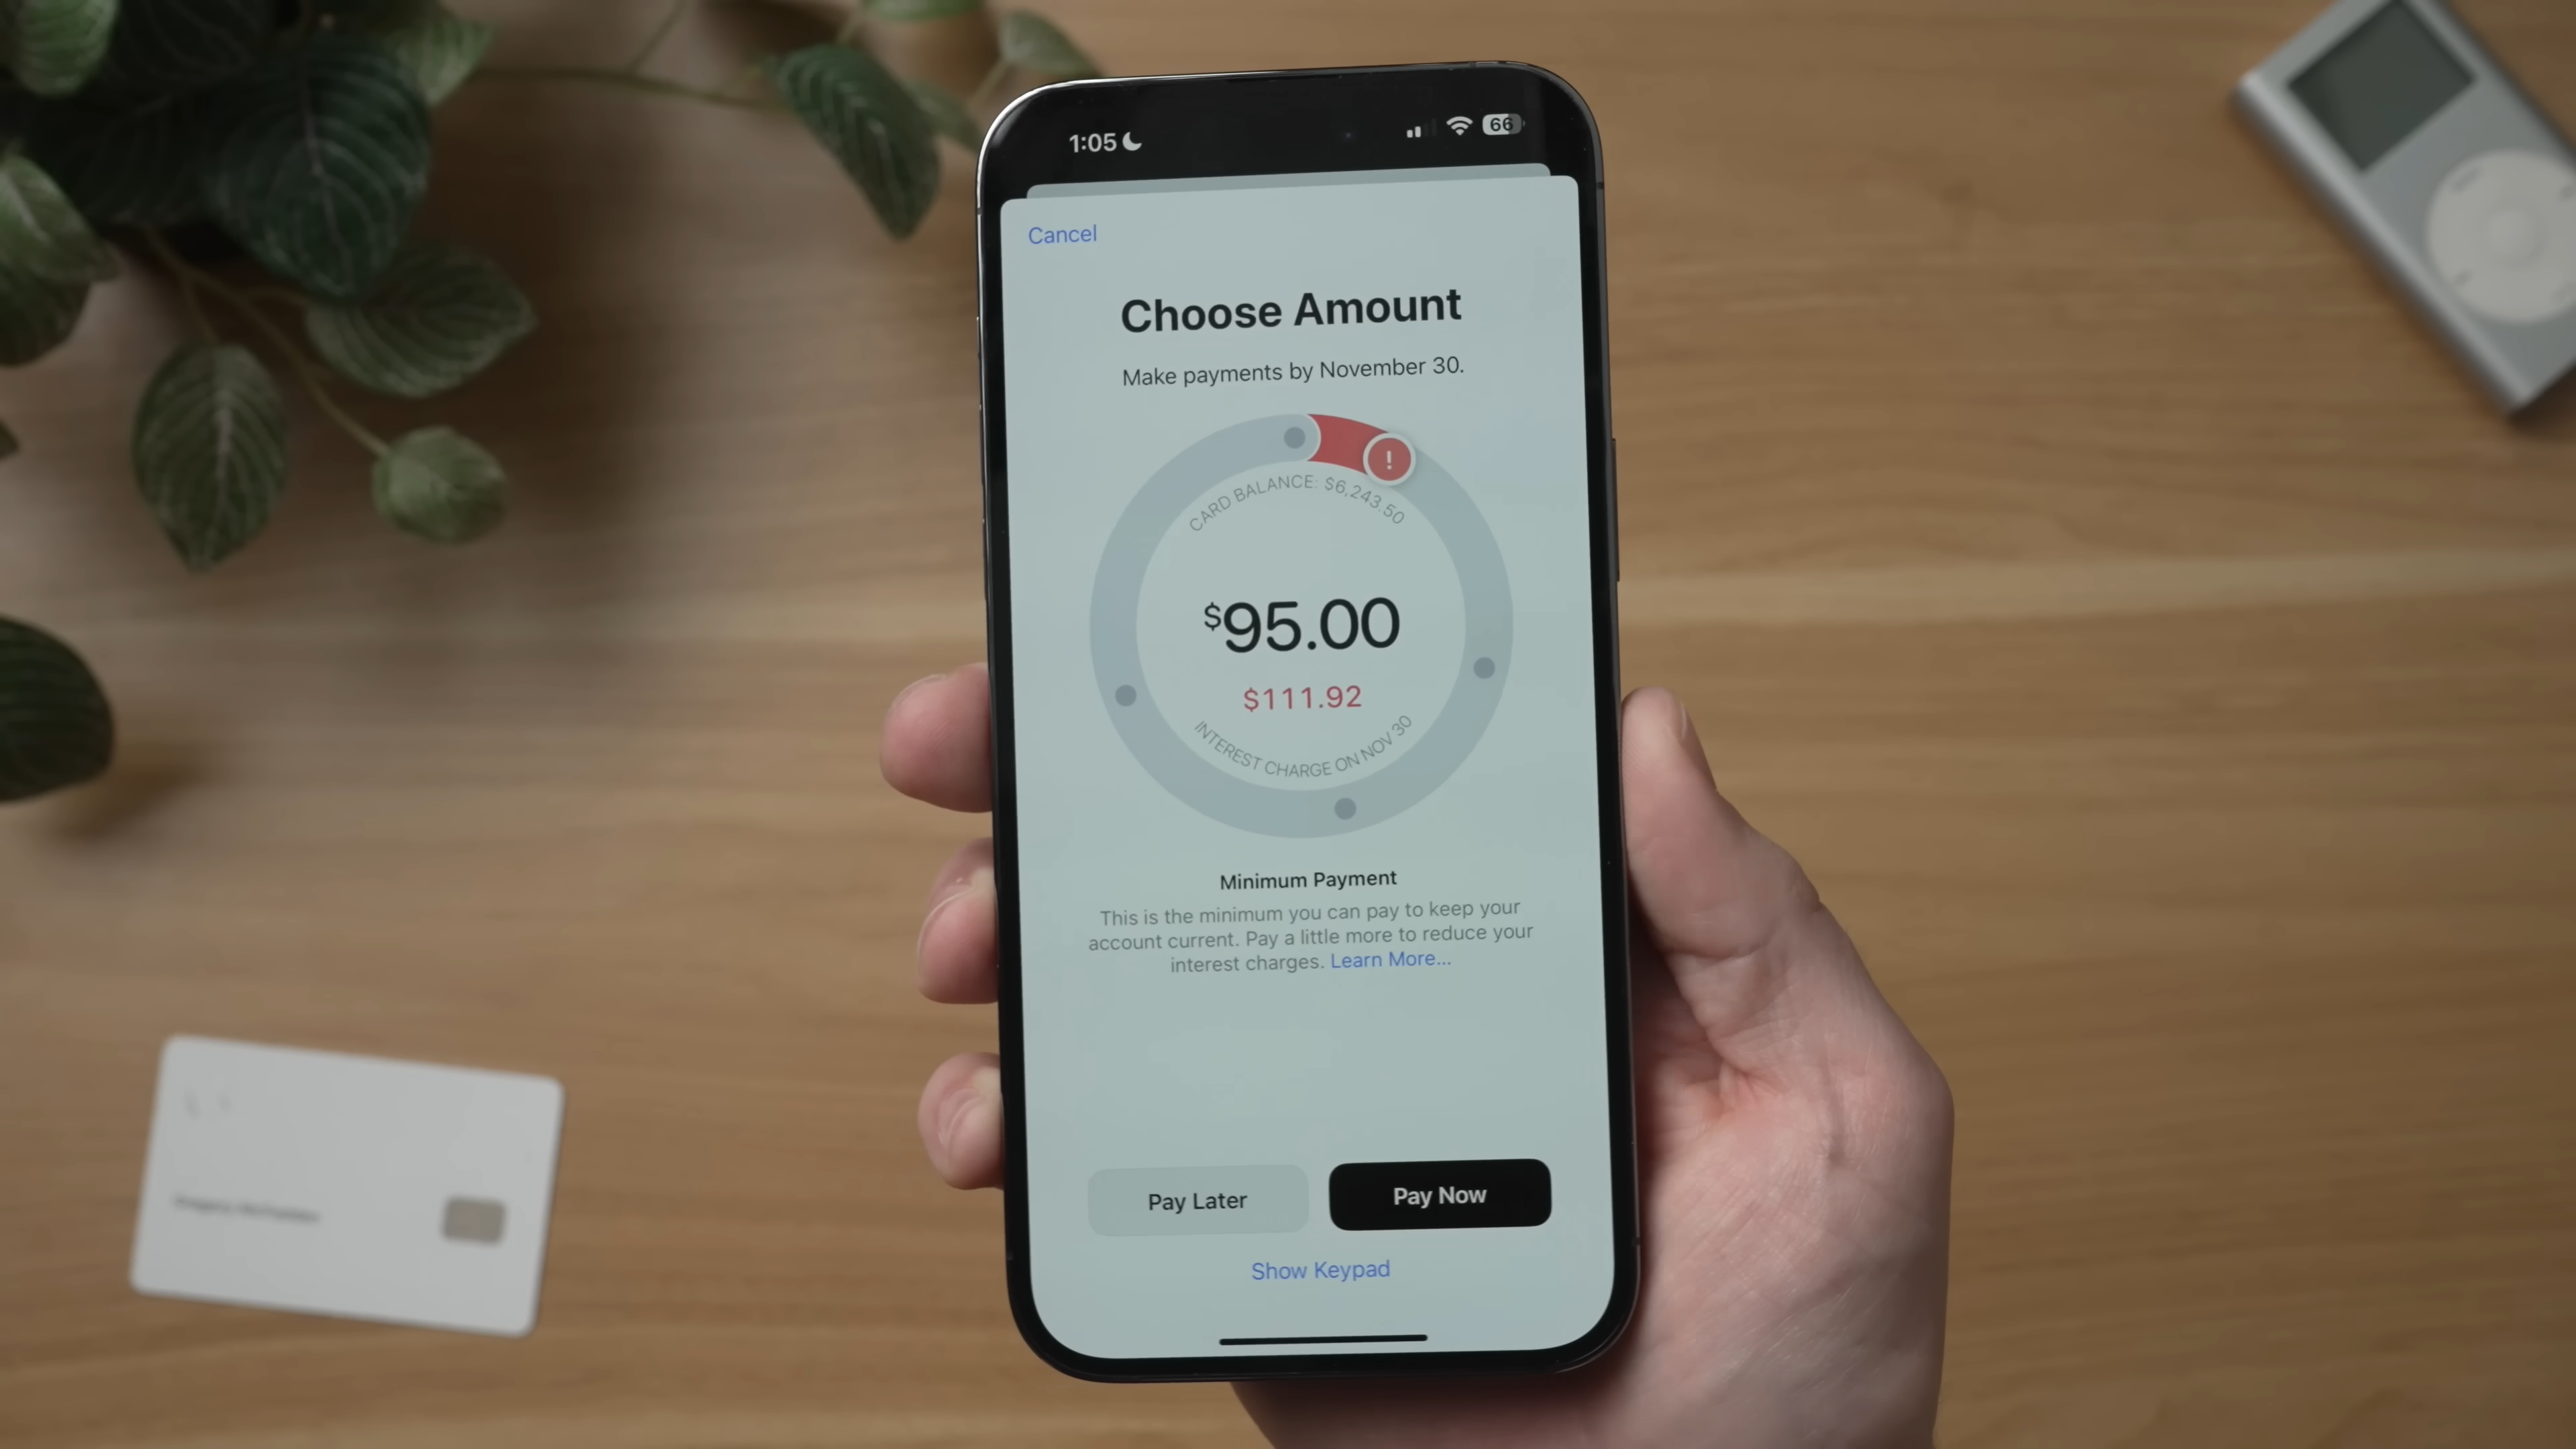 1:05
66
Cancel
Choose Amount
Make payments by November 30.
!
CARD BALANCE: $6,243.50
$95.00
$111.92
INTEREST CHARGE ON NOV 30
Minimum Payment
This is the minimum you can pay to keep your
account current. Pay a little more to reduce your
interest charges. Learn More...
Pay Later
Pay Now
Show Keypad